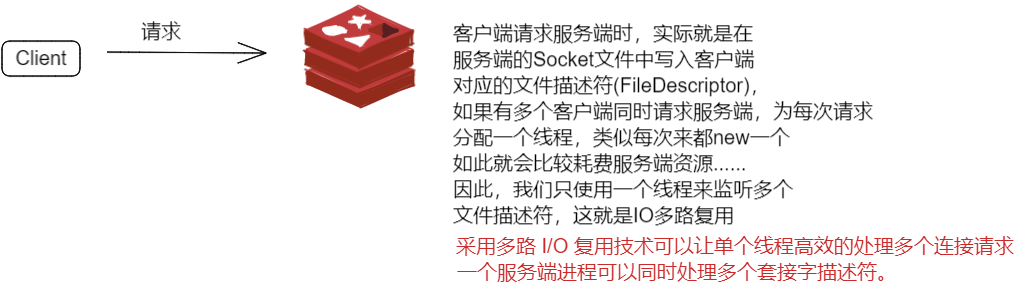 请求
Client
客户端请求服务端时，实际就是在
服务端的Socket文件中写入客户端
对应的文件描述符(FileDescriptor)，
如果有多个客户端同时请求服务端，为每次请求
分配一个线程，类似每次来都new一个
如此就会比较耗费服务端资源......
因此，我们只使用一个线程来监听多个
文件描述符，这就是IO多路复用
采用多路 I/O 复用技术可以让单个线程高效的处理多个连接请求
一个服务端进程可以同时处理多个套接字描述符。